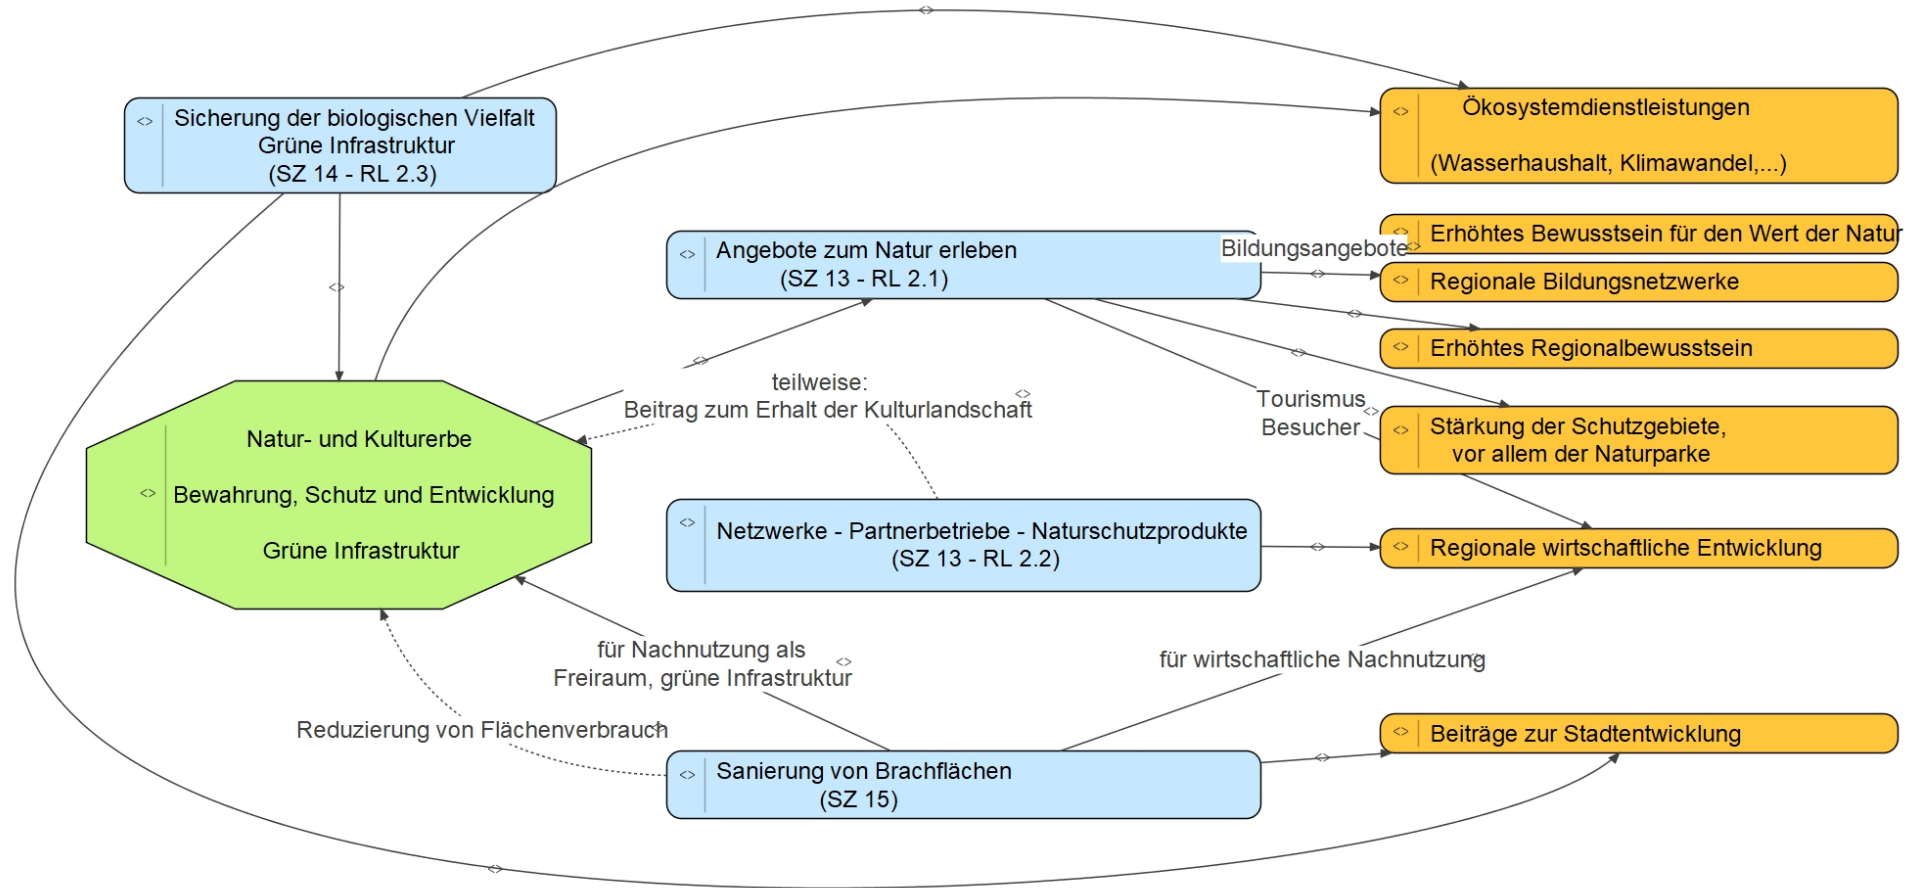 Sicherung der biologischen Vielfalt
Grüne Infrastruktur
(SZ 14 - RL 2.3)
Ökosystemdienstleistungen
(Wasserhaushalt, Klimawandel,...)
Angebote zum Natur erleben
(SZ 13 - RL 2.1)
Bildungsangebote
Erhöhtes Bewusstsein für den Wert der Natur
Regionale Bildungsnetzwerke
Erhöhtes Regionalbewusstsein
teilweise:
Beitrag zum Erhalt der Kulturlandschaft
Tourismus
Besucher
Stärkung der Schutzgebiete,
vor allem der Naturparke
Natur- und Kulturerbe
Bewahrung, Schutz und Entwicklung
Grüne Infrastruktur
Netzwerke - Partnerbetriebe - Naturschutzprodukte
(SZ 13 - RL 2.2)
Regionale wirtschaftliche Entwicklung
für Nachnutzung als
Freiraum, grüne Infrastruktur
für wirtschaftliche Nachnutzung
Reduzierung von Flächenverbrauch
Beiträge zur Stadtentwicklung
Sanierung von Brachflächen
(SZ 15)